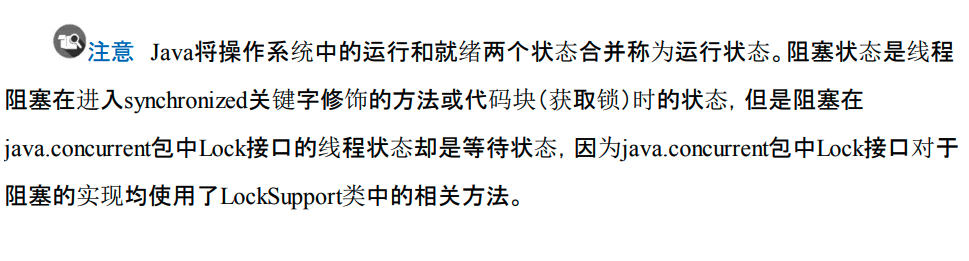 注意 Java将操作系统中的运行和就绪两个状态合并称为运行状态。阻塞状态是线程
阻塞在进入synchronized关键字修饰的方法或代码块（获取锁）时的状态，但是阻塞在
java.concurrent包中Lock接口的线程状态却是等待状态，因为java.concurrent包中Lock接口对于
阻塞的实现均使用了LockSupport类中的相关方法。